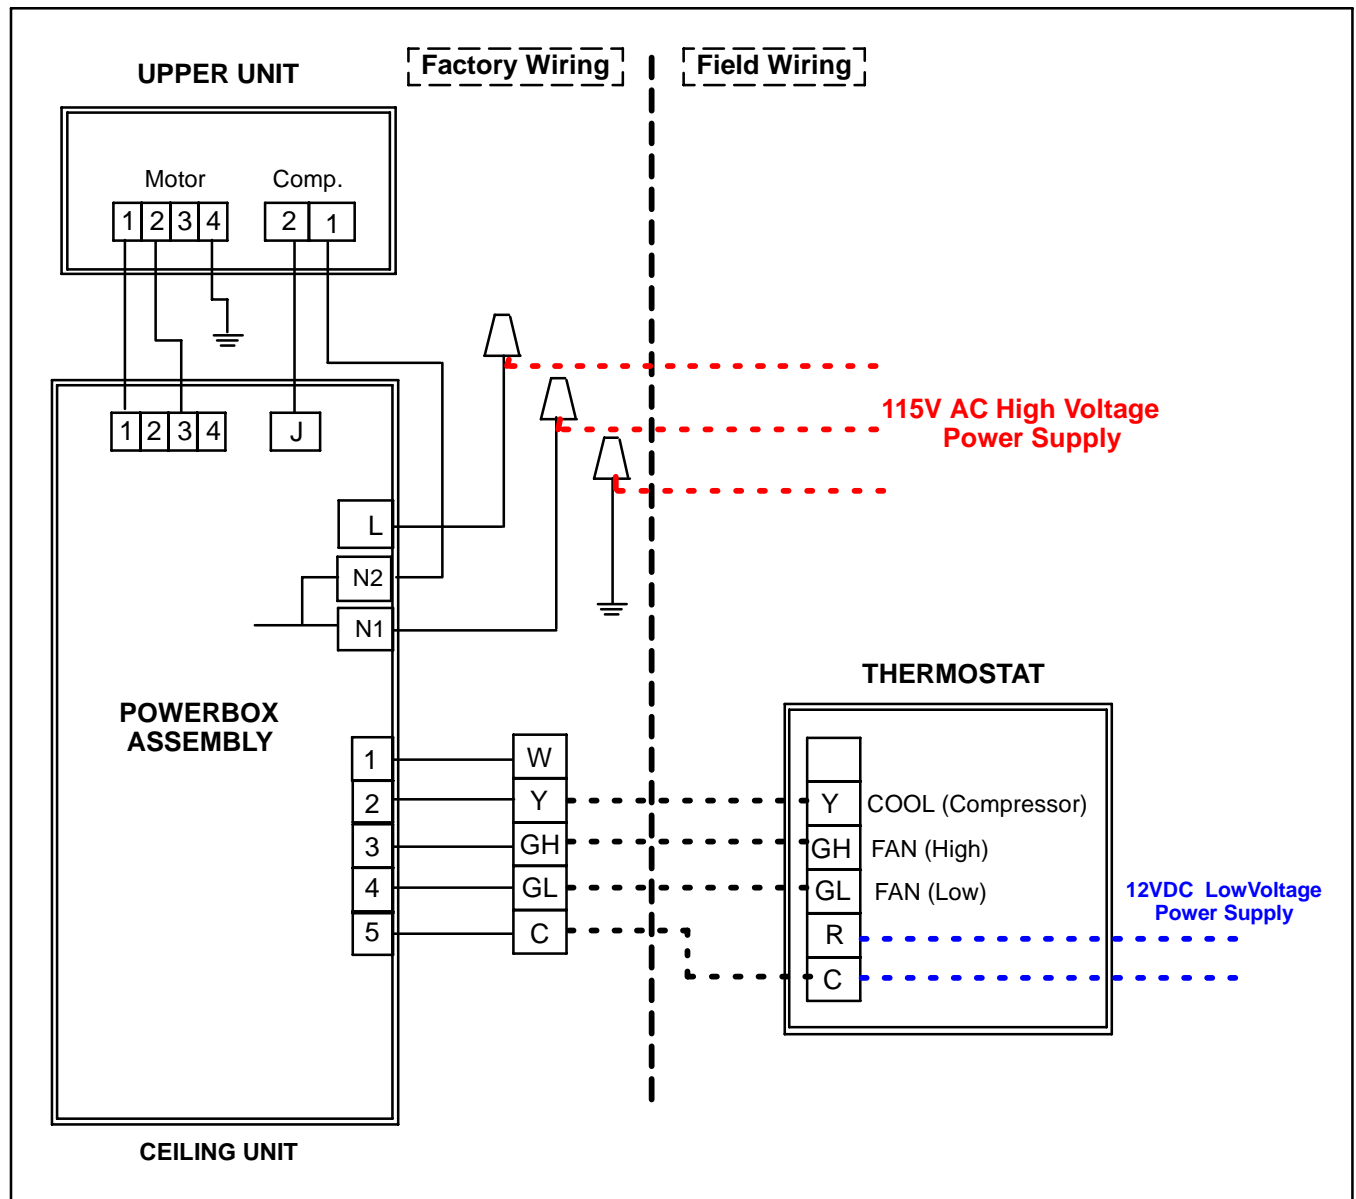 UPPER UNIT
Factory Wiring
Field Wiring
Motor
Comp.
1 2 3 4
2 1
1 2 3 4
J
115V AC High Voltage
Power Supply
L
N2
N1
POWERBOX
ASSEMBLY
THERMOSTAT
1 W
2 Y
3 GH
4 GL
5 C
Y COOL (Compressor)
GH FAN (High)
GL FAN (Low)
R
C
12VDC LowVoltage
Power Supply
CEILING UNIT